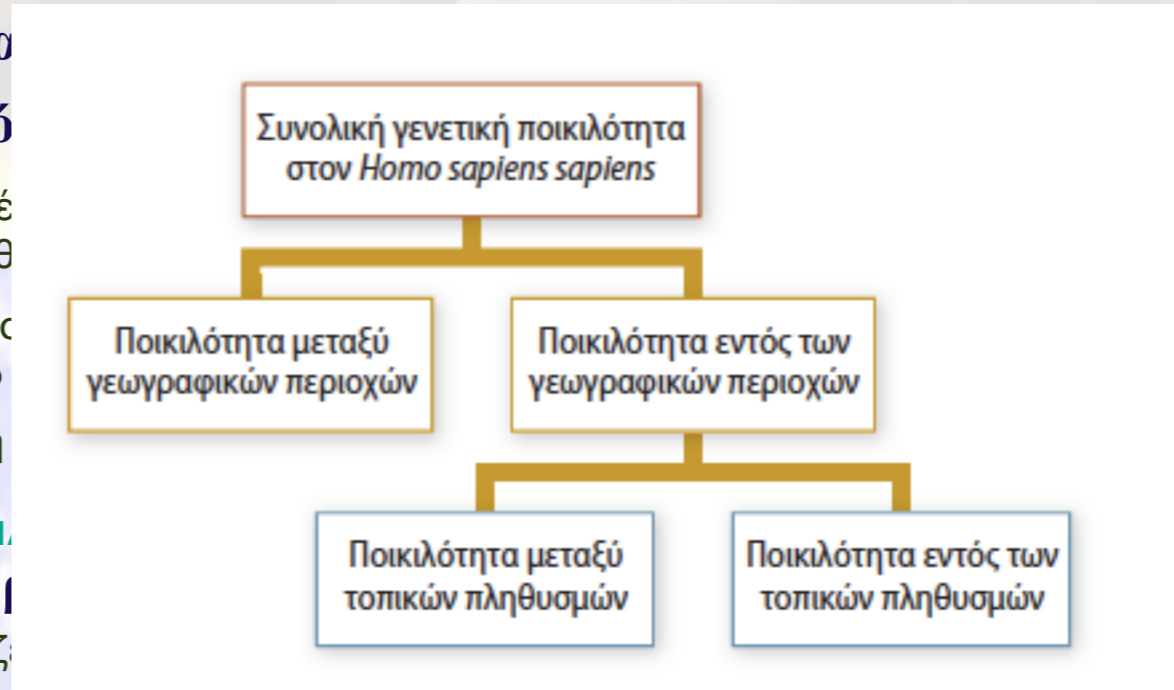 Συνολική γενετική ποικιλότητα
στον Homo sapiens sapiens
Ποικιλότητα μεταξύ
γεωγραφικών περιοχών
Ποικιλότητα εντός των
γεωγραφικών περιοχών
Ποικιλότητα μεταξύ
τοπικών πληθυσμών
Ποικιλότητα εντός των
τοπικών πληθυσμών